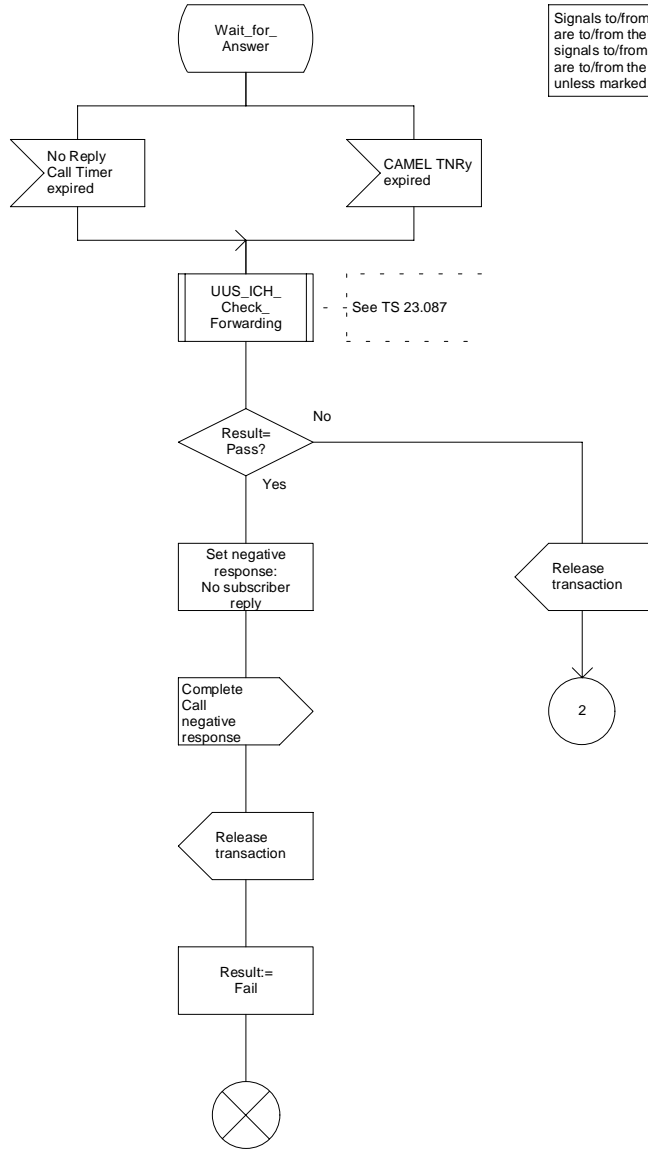 Wait_for_
Answer
Signals to/from
are to/from the
signals to/from
are to/from the
unless marked
No Reply
Call Timer
expired
CAMEL TNRy
expired
UUS_ICH_
Check_
Forwarding
See TS 23.087
Result=
Pass?
No
Yes
Set negative
response:
No subscriber
reply
Release
transaction
Complete
Call
negative
response
2
Release
transaction
Result:=
Fail